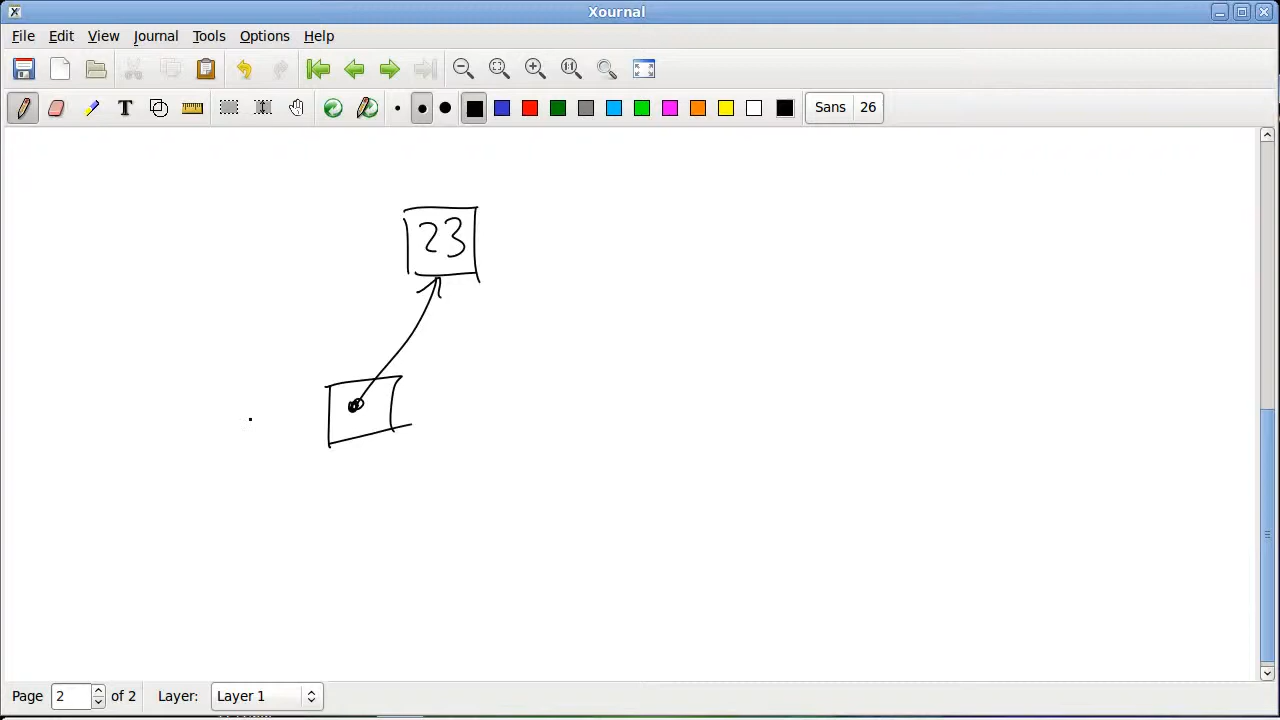 Xournal
File Edit View Journal Tools Options Help
T Sans 26
23
Page 2 of 2 Layer: Layer 1